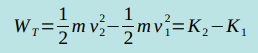 W_T = 1/2 m v_2^2 − 1/2 m v_1^2 = K_2 − K_1